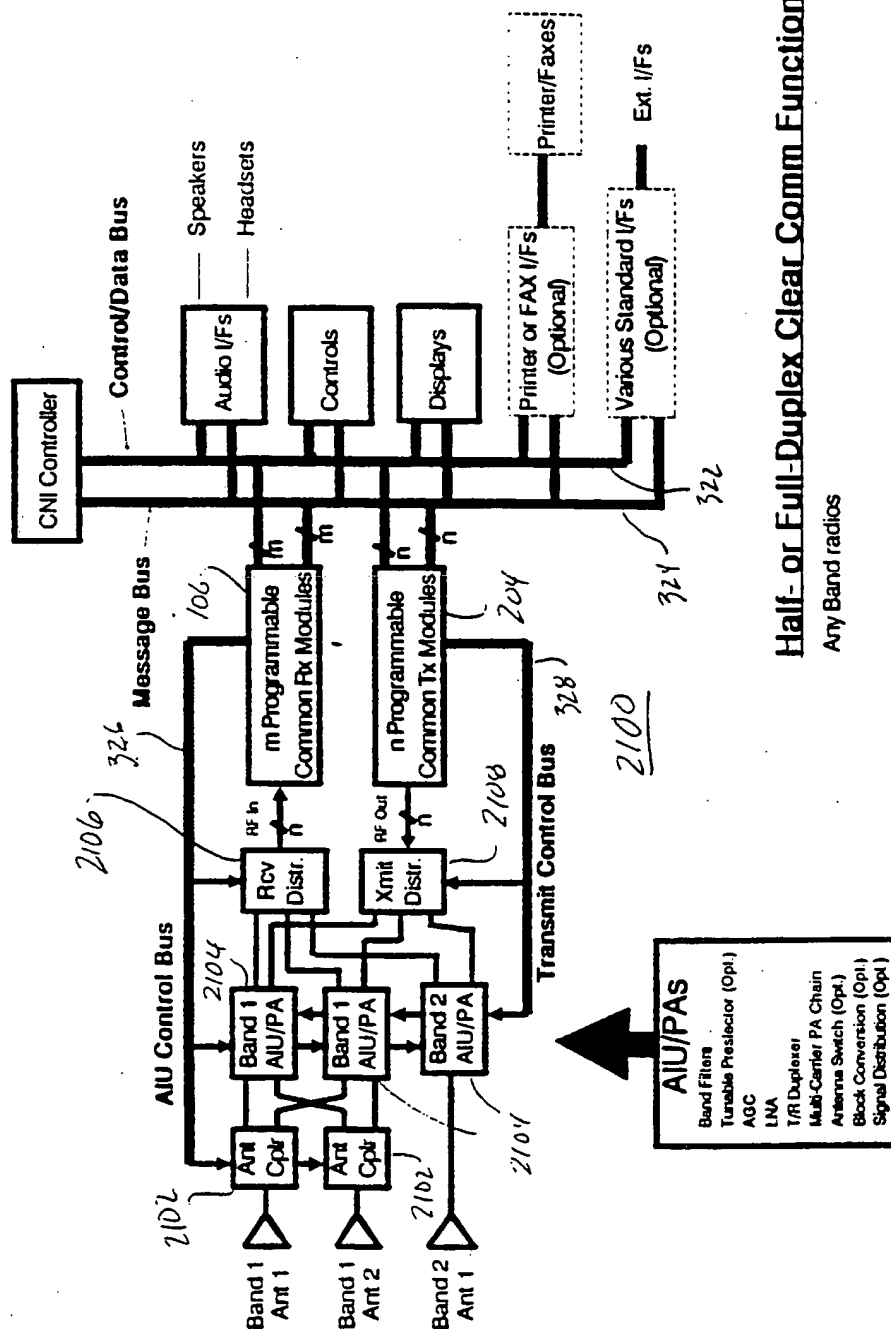 CNI Controller
Message Bus
Control/Data Bus
Audio I/Fs
Speakers
Headsets
Controls
Displays
Printer or FAX I/Fs
(Optional)
Printer/Faxes
Various Standard I/Fs
(Optional)
Ext. I/Fs
322
324
326
106
m Programmable
Common Rx Modules
m
m
n Programmable
Common Tx Modules
n
n
204
328
2106
RF In
n
Rcv
Distr.
RF Out
n
Xmit
Distr.
2108
AIU Control Bus
Transmit Control Bus
2104
Band 1
AIU/PA
Band 1
AIU/PA
Band 2
AIU/PA
2104
2102
Ant
Cplr
Ant
Cplr
2102
Band 1
Ant 1
Band 1
Ant 2
Band 2
Ant 1
2100
AIU/PAs
Band Filters
Tunable Preslector (Opt.)
AGC
LNA
T/R Duplexer
Multi-Carrier PA Chain
Antenna Switch (Opt.)
Block Conversion (Opt.)
Signal Distribution (Opt
Half- or Full-Duplex Clear Comm Function
Any Band radios